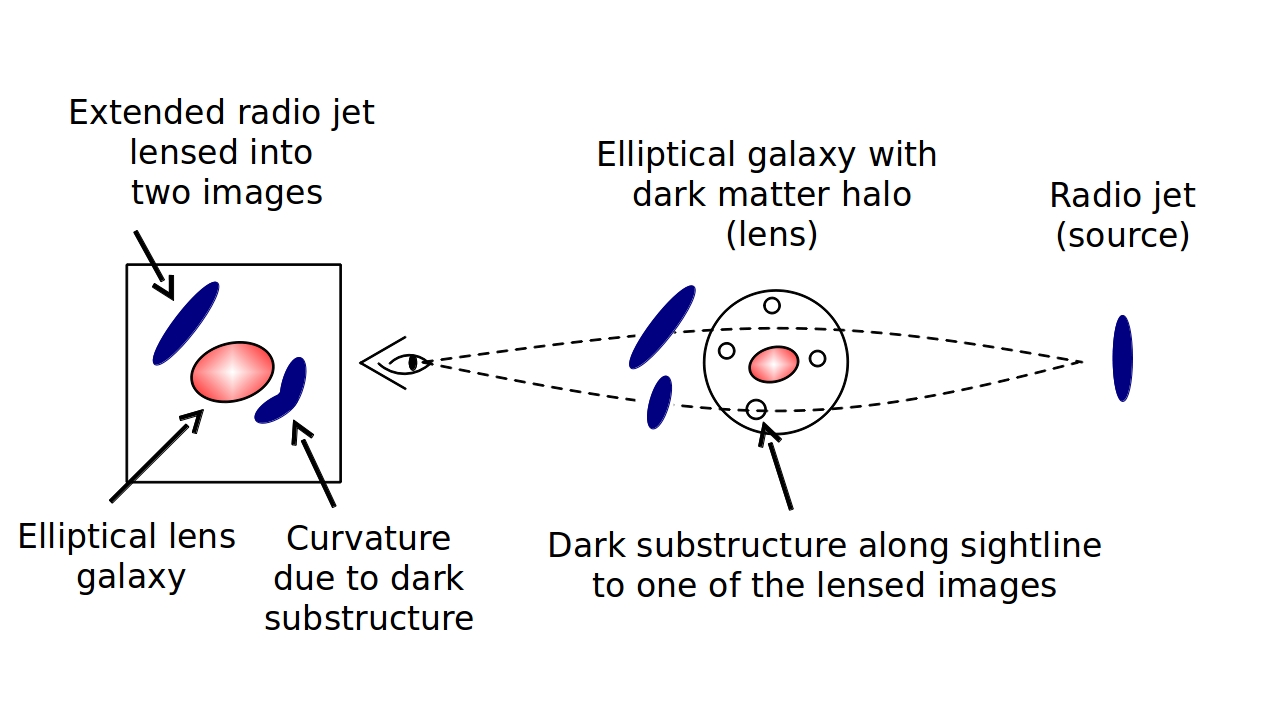 Extended radio jet
lensed into
two images
Elliptical galaxy with
dark matter halo
(lens)
Radio jet
(source)
Elliptical lens
galaxy
Curvature
due to dark
substructure
Dark substructure along sightline
to one of the lensed images